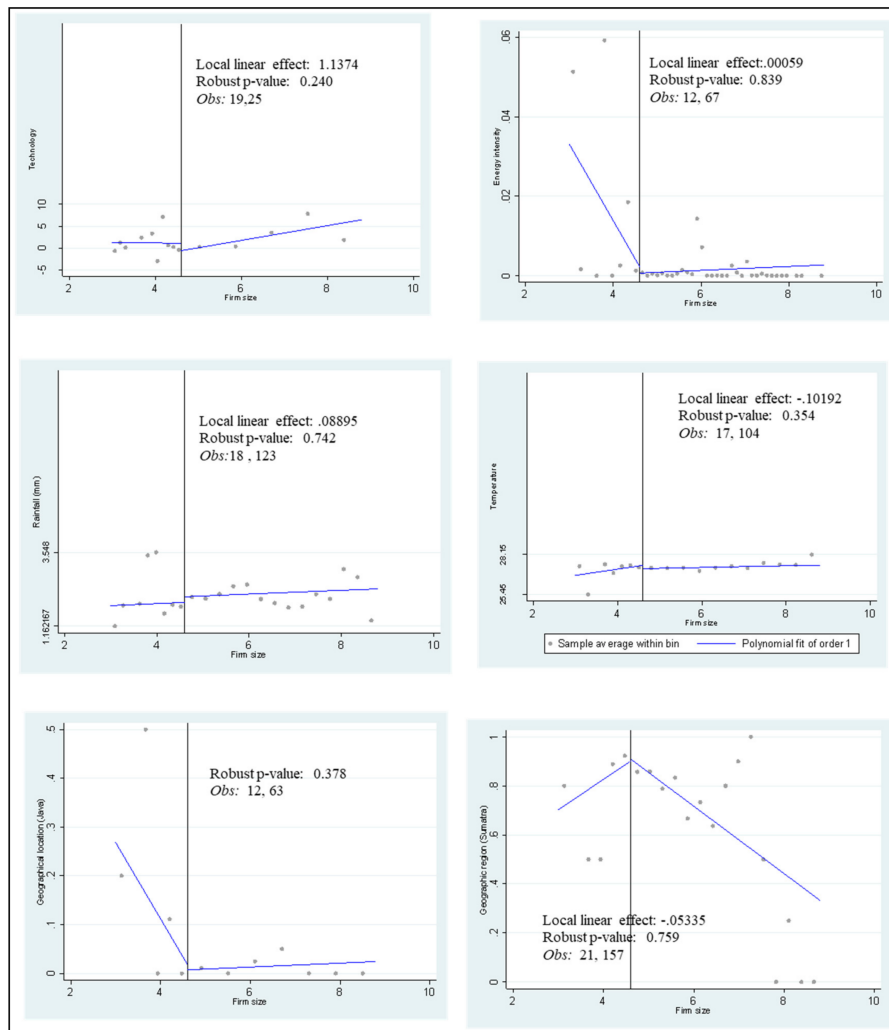 Local linear effect: 1.1374
Robust p-value: 0.240
Obs: 19,25
Technology
10
5
0
-5
2 4 6 8 10
Firm size
Local linear effect:.00059
Robust p-value: 0.839
Obs: 12, 67
Energy intensity
.06
.04
.02
0
2 4 6 8 10
Firm size
Local linear effect: .08895
Robust p-value: 0.742
Obs:18 , 123
Rainfall (mm)
3.548
1.162167
2 4 6 8 10
Firm size
Local linear effect: -.10192
Robust p-value: 0.354
Obs: 17, 104
Temperature
28.15
25.45
2 4 6 8 10
Firm size
Sample average within bin Polynomial fit of order 1
Robust p-value: 0.378
Obs: 12, 63
Geographical location (Java)
.5
.4
.3
.2
.1
0
2 4 6 8 10
Firm size
Geographic region (Sumatra)
1
.8
.6
.4
.2
0
Local linear effect: -.05335
Robust p-value: 0.759
Obs: 21, 157
2 4 6 8 10
Firm size